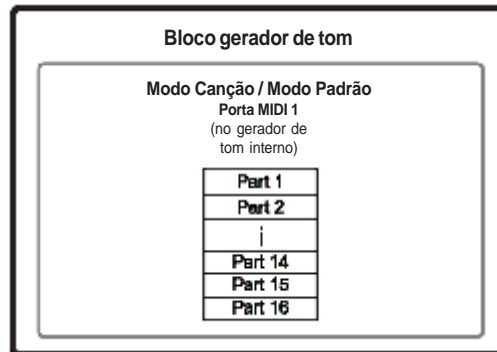 Bloco gerador de tom
Modo Canção / Modo Padrão
Porta MIDI 1
(no gerador de
tom interno)
Part 1
Part 2
Part 14
Part 15
Part 16